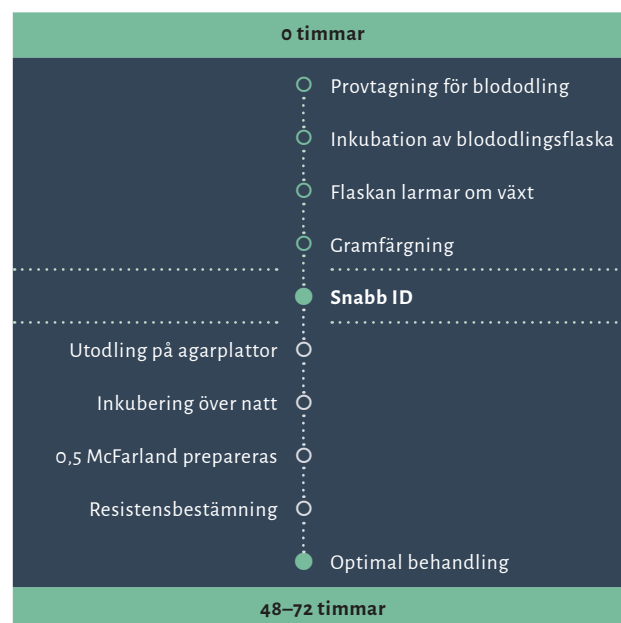 0 timmar
Provtagning för blododling
Inkubation av blododlingsflaska
Flaskan larmar om växt
Gramfärgning
Snabb ID
Utodling på agarplattor
Inkubering över natt
0,5 McFarland prepareras
Resistensbestämning
Optimal behandling
48–72 timmar